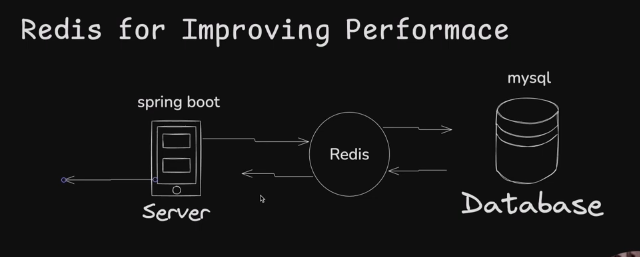 Redis for Improving Performace
mysql
spring boot
Redis
Server
Database